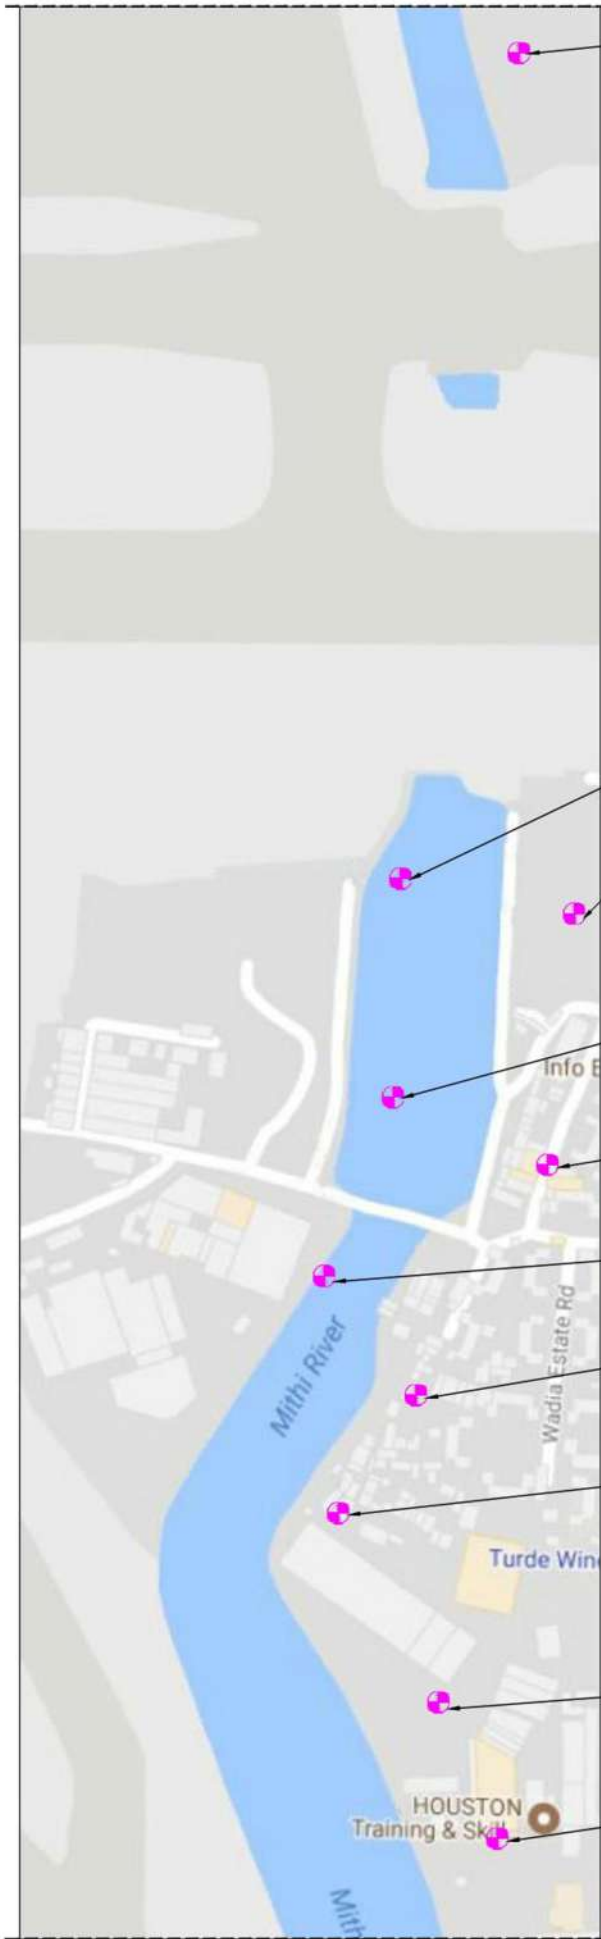 Info E
Wadia Estate Rd
Mithi River
Turde Wine
HOUSTON
Training & Skill
Mith